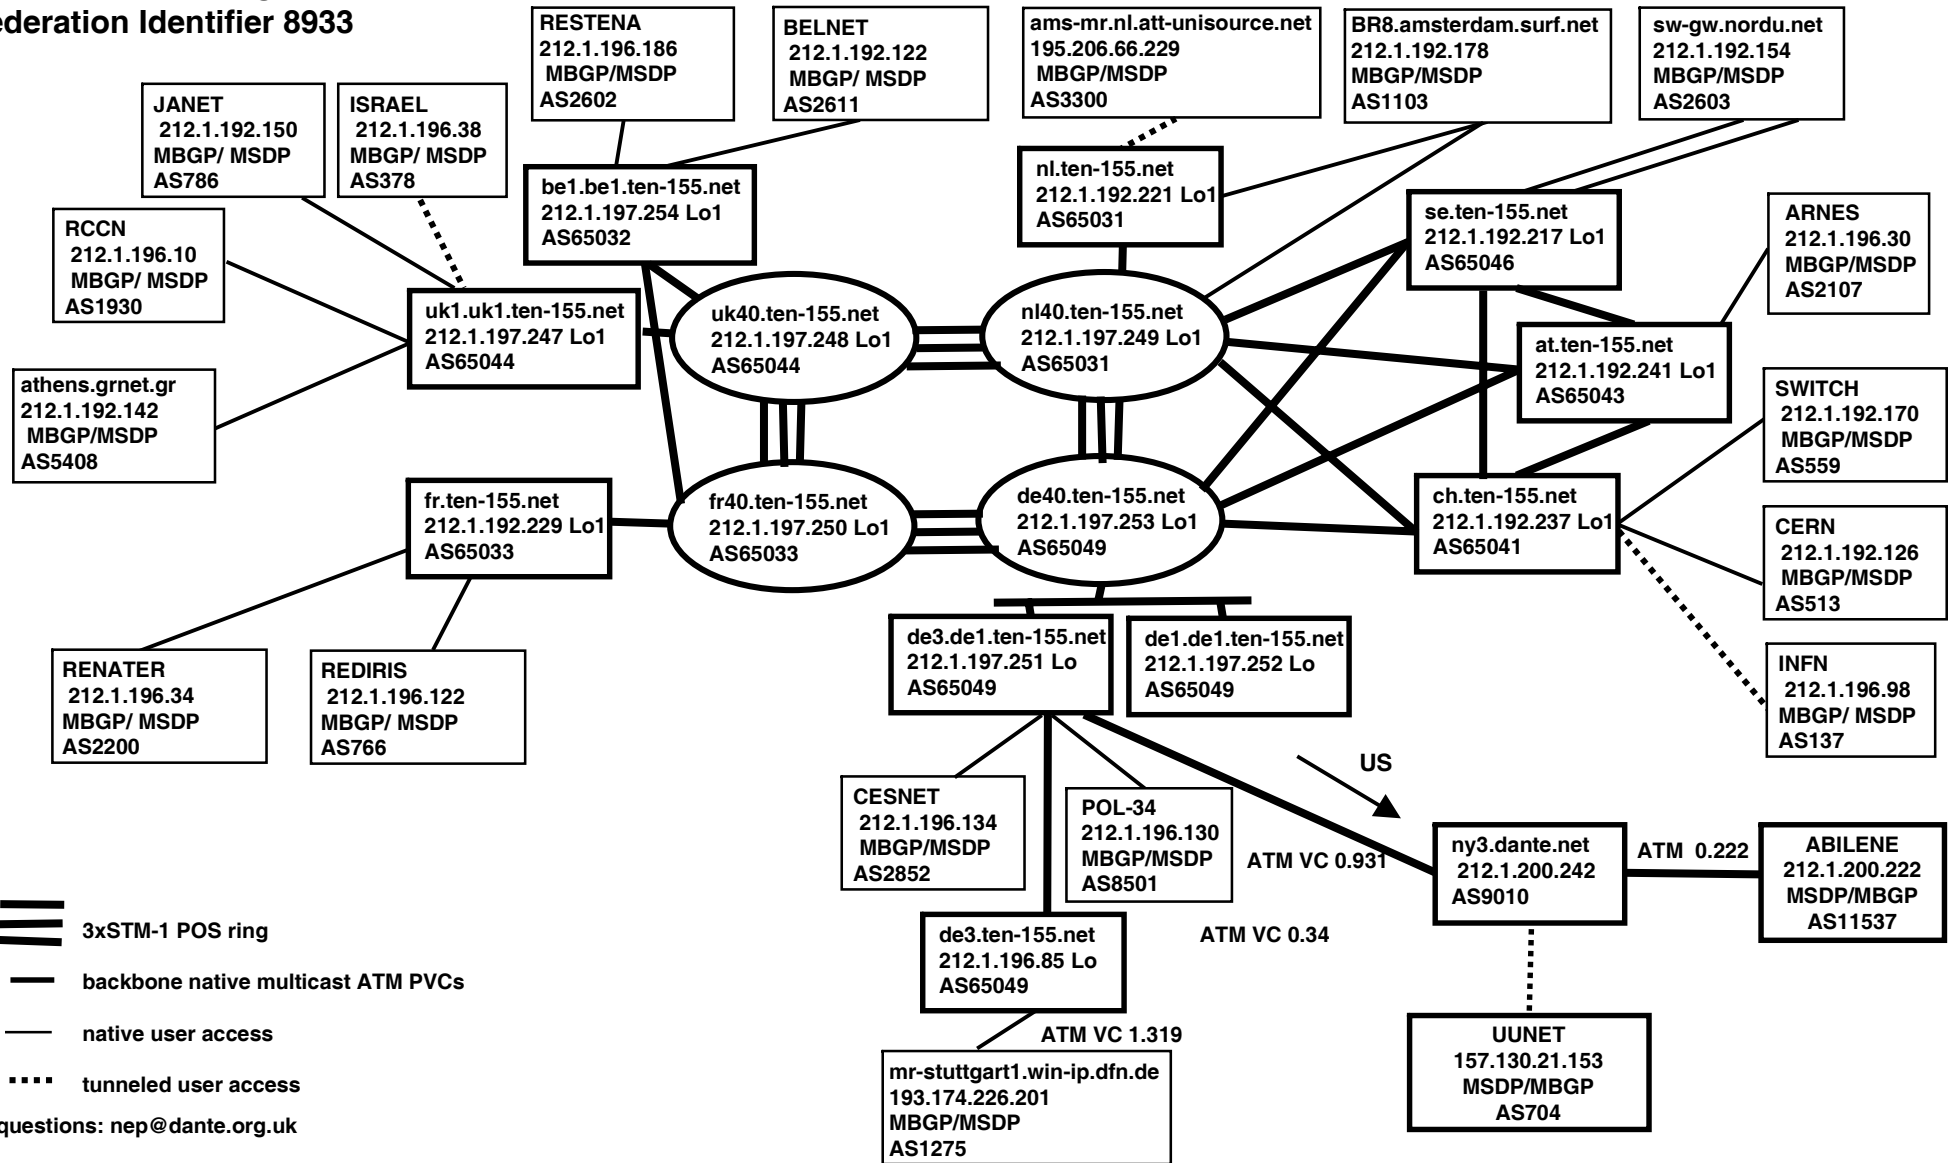 Federation Identifier 8933
RESTENA
212.1.196.186
MBGP/MSDP
AS2602
BELNET
212.1.192.122
MBGP/ MSDP
AS2611
ams-mr.nl.att-unisource.net
195.206.66.229
MBGP/MSDP
AS3300
BR8.amsterdam.surf.net
212.1.192.178
MBGP/MSDP
AS1103
sw-gw.nordu.net
212.1.192.154
MBGP/MSDP
AS2603
JANET
212.1.192.150
MBGP/ MSDP
AS786
ISRAEL
212.1.196.38
MBGP/ MSDP
AS378
be1.be1.ten-155.net
212.1.197.254 Lo1
AS65032
nl.ten-155.net
212.1.192.221 Lo1
AS65031
se.ten-155.net
212.1.192.217 Lo1
AS65046
ARNES
212.1.196.30
MBGP/MSDP
AS2107
RCCN
212.1.196.10
MBGP/ MSDP
AS1930
uk1.uk1.ten-155.net
212.1.197.247 Lo1
AS65044
uk40.ten-155.net
212.1.197.248 Lo1
AS65044
nl40.ten-155.net
212.1.197.249 Lo1
AS65031
at.ten-155.net
212.1.192.241 Lo1
AS65043
athens.grnet.gr
212.1.192.142
MBGP/MSDP
AS5408
SWITCH
212.1.192.170
MBGP/MSDP
AS559
fr.ten-155.net
212.1.192.229 Lo1
AS65033
fr40.ten-155.net
212.1.197.250 Lo1
AS65033
de40.ten-155.net
212.1.197.253 Lo1
AS65049
ch.ten-155.net
212.1.192.237 Lo1
AS65041
CERN
212.1.192.126
MBGP/MSDP
AS513
RENATER
212.1.196.34
MBGP/ MSDP
AS2200
REDIRIS
212.1.196.122
MBGP/ MSDP
AS766
de3.de1.ten-155.net
212.1.197.251 Lo
AS65049
de1.de1.ten-155.net
212.1.197.252 Lo
AS65049
INFN
212.1.196.98
MBGP/ MSDP
AS137
US
CESNET
212.1.196.134
MBGP/MSDP
AS2852
POL-34
212.1.196.130
MBGP/MSDP
AS8501
ATM VC 0.931
ny3.dante.net
212.1.200.242
AS9010
ATM 0.222
ABILENE
212.1.200.222
MSDP/MBGP
AS11537
3xSTM-1 POS ring
de3.ten-155.net
212.1.196.85 Lo
AS65049
ATM VC 0.34
backbone native multicast ATM PVCs
native user access
ATM VC 1.319
UUNET
157.130.21.153
MSDP/MBGP
AS704
tunneled user access
mr-stuttgart1.win-ip.dfn.de
193.174.226.201
MBGP/MSDP
AS1275
questions: nep@dante.org.uk